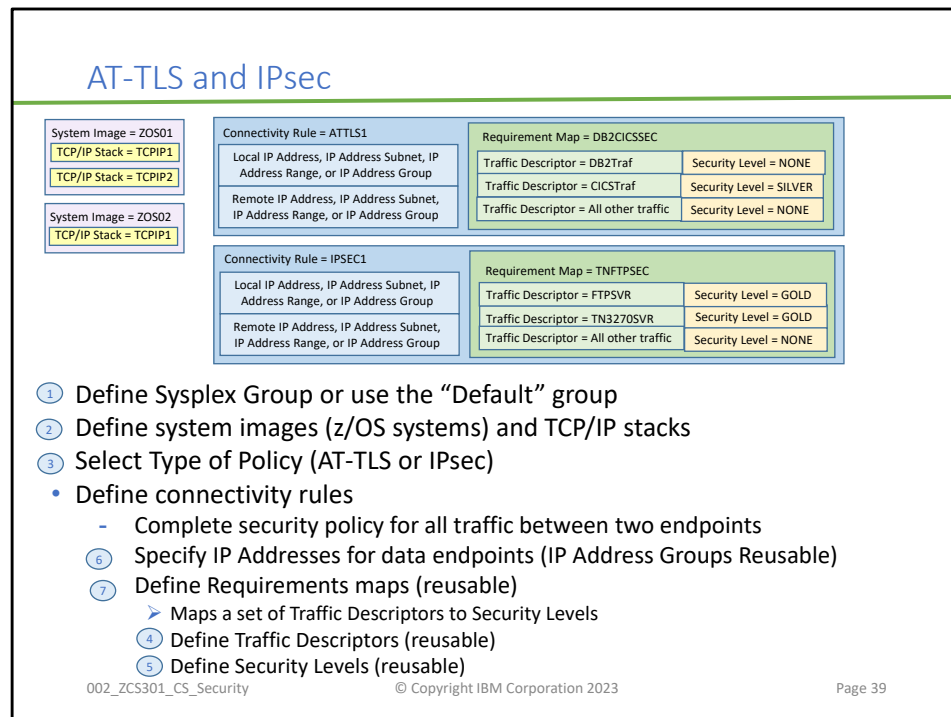 AT-TLS and IPsec
System Image = ZOS01
TCP/IP Stack = TCPIP1
TCP/IP Stack = TCPIP2
System Image = ZOS02
TCP/IP Stack = TCPIP1
Connectivity Rule = ATTLS1
Local IP Address, IP Address Subnet, IP
Address Range, or IP Address Group
Remote IP Address, IP Address Subnet,
IP Address Range, or IP Address Group
Requirement Map = DB2CICSSEC
Traffic Descriptor = DB2Traf
Security Level = NONE
Traffic Descriptor = CICSTraf
Security Level = SILVER
Traffic Descriptor = All other traffic
Security Level = NONE
Connectivity Rule = IPSEC1
Local IP Address, IP Address Subnet, IP
Address Range, or IP Address Group
Remote IP Address, IP Address Subnet,
IP Address Range, or IP Address Group
Requirement Map = TNFTPSEC
Traffic Descriptor = FTPSVR
Security Level = GOLD
Traffic Descriptor = TN3270SVR
Security Level = GOLD
Traffic Descriptor = All other traffic
Security Level = NONE
1 Define Sysplex Group or use the “Default” group
2 Define system images (z/OS systems) and TCP/IP stacks
3 Select Type of Policy (AT-TLS or IPsec)
• Define connectivity rules
- Complete security policy for all traffic between two endpoints
6 Specify IP Addresses for data endpoints (IP Address Groups Reusable)
7 Define Requirements maps (reusable)
➢ Maps a set of Traffic Descriptors to Security Levels
4 Define Traffic Descriptors (reusable)
5 Define Security Levels (reusable)
002_ZCS301_CS_Security
© Copyright IBM Corporation 2023
Page 39